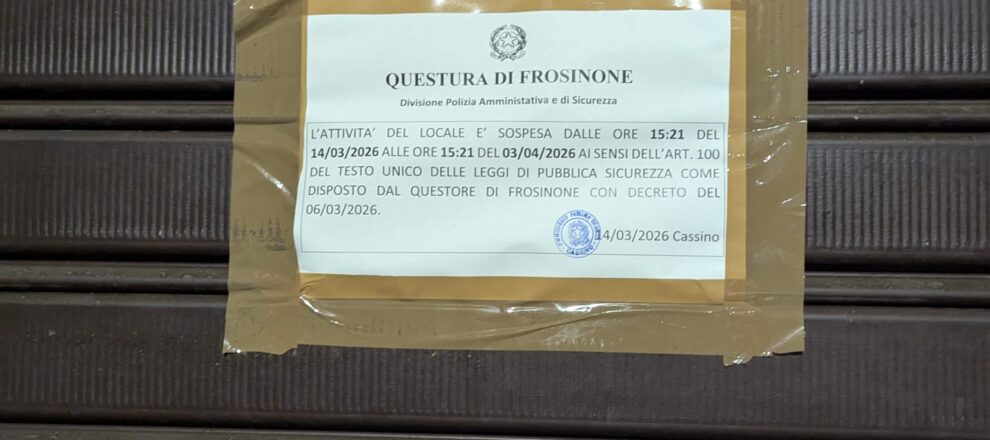 QUESTURA DI FROSINONE
Divisione Polizia Amministativa e di Sicurezza
L'ATTIVITA' DEL LOCALE E' SOSPESA DALLE ORE 15:21 DEL
14/03/2026 ALLE ORE 15:21 DEL 03/04/2026 AI SENSI DELL'ART. 100
DEL TESTO UNICO DELLE LEGGI DI PUBBLICA SICUREZZA COME
DISPOSTO DAL QUESTORE DI FROSINONE CON DECRETO DEL
06/03/2026.
14/03/2026 Cassino
CASSINO